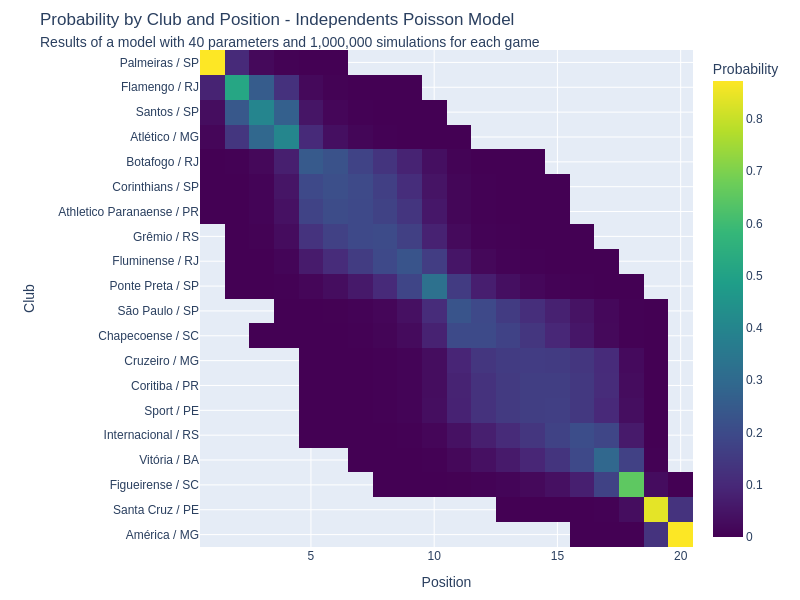 Probability by Club and Position - Independents Poisson Model
Results of a model with 40 parameters and 1,000,000 simulations for each game
Probability
Palmeiras / SP
Flamengo / RJ
Santos / SP
Atlético / MG
Botafogo / RJ
Corinthians / SP
Athletico Paranaense / PR
Grêmio / RS
Fluminense / RJ
Ponte Preta / SP
São Paulo / SP
Chapecoense / SC
Cruzeiro / MG
Coritiba / PR
Sport / PE
Internacional / RS
Vitória / BA
Figueirense / SC
Santa Cruz / PE
América / MG
Club
5
10
15
20
Position
0.8
0.7
0.6
0.5
0.4
0.3
0.2
0.1
0